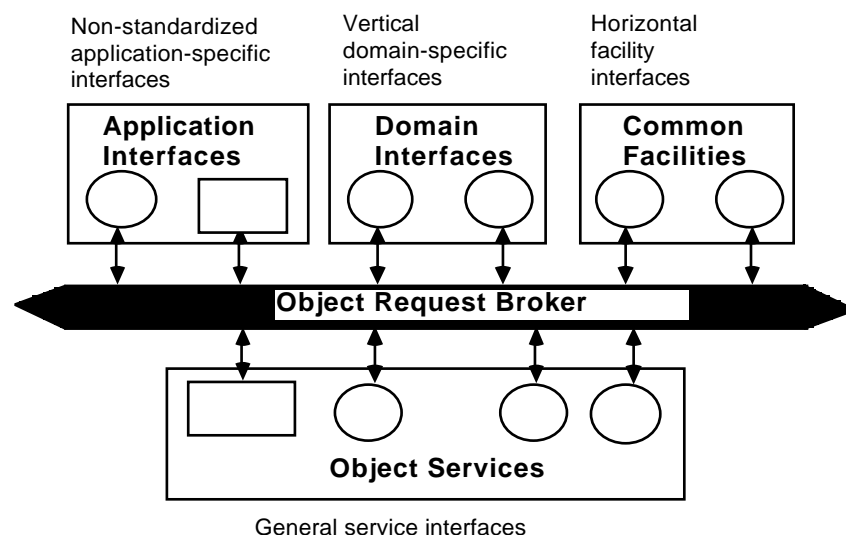 Non-standardized
application-specific
interfaces
Vertical
domain-specific
interfaces
Horizontal
facility
interfaces
Application
Interfaces
Domain
Interfaces
Common
Facilities
Object Request Broker
Object Services
General service interfaces